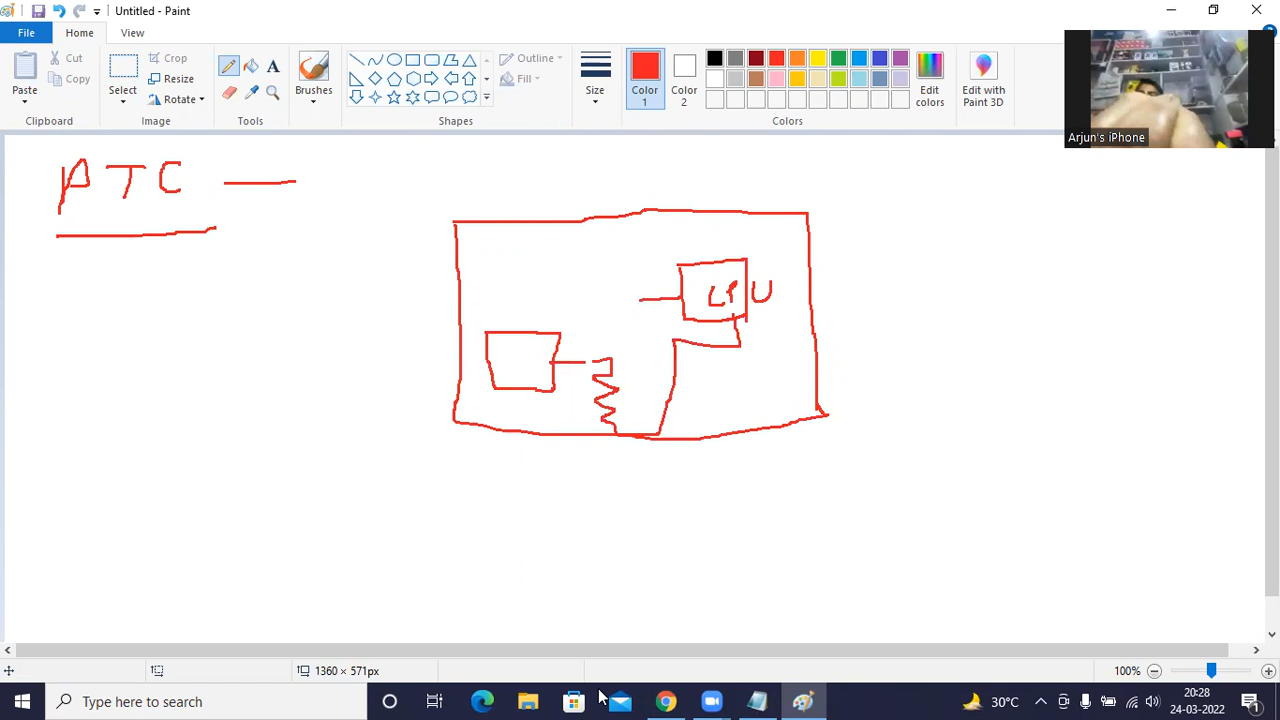 Untitled - Paint
File Home View
Cut
Copy
Paste
Clipboard
Select
Crop
Resize
Rotate
Image
Tools
Brushes
Outline
Fill
Shapes
Size
Color 1
Color 2
Edit colors
Edit with Paint 3D
Colors
Arjun's iPhone
PTC —
CPU
1360 × 571px
100%
Type here to search
30°C
20:28
24-03-2022
1